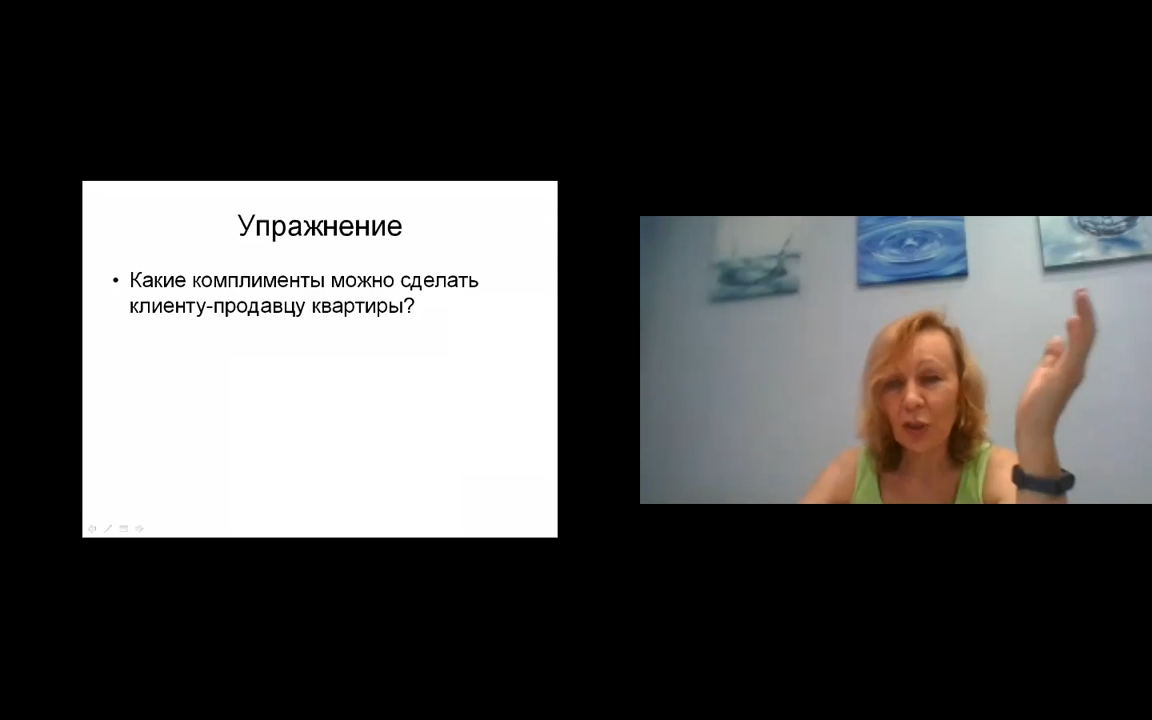 Упражнение
• Какие комплименты можно сделать
клиенту-продавцу квартиры?